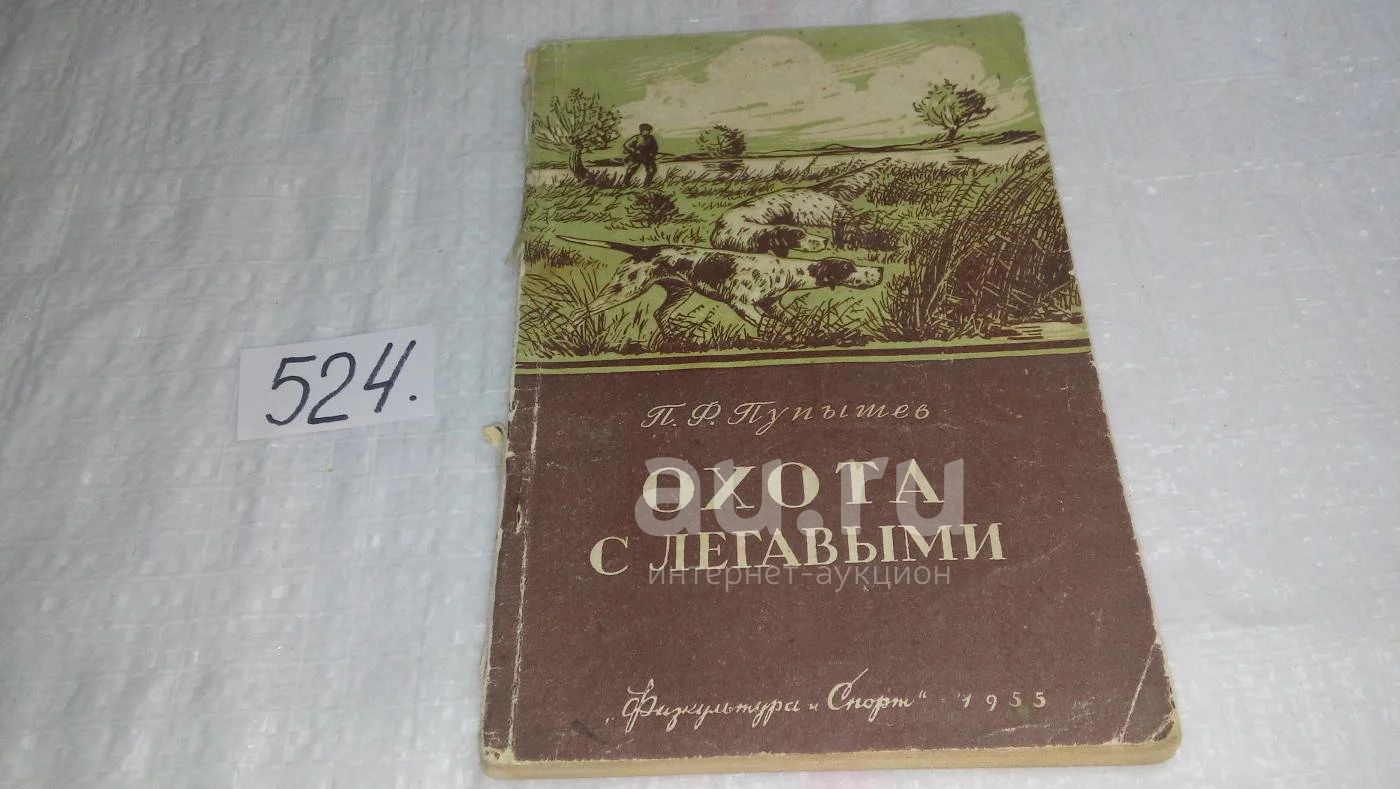 524.
П. Ф. Пупышев
ОХОТА
С ЛЕГАВЫМИ
au.ru
интернет-аукцион
„Физкультура и Спорт“ - 1955